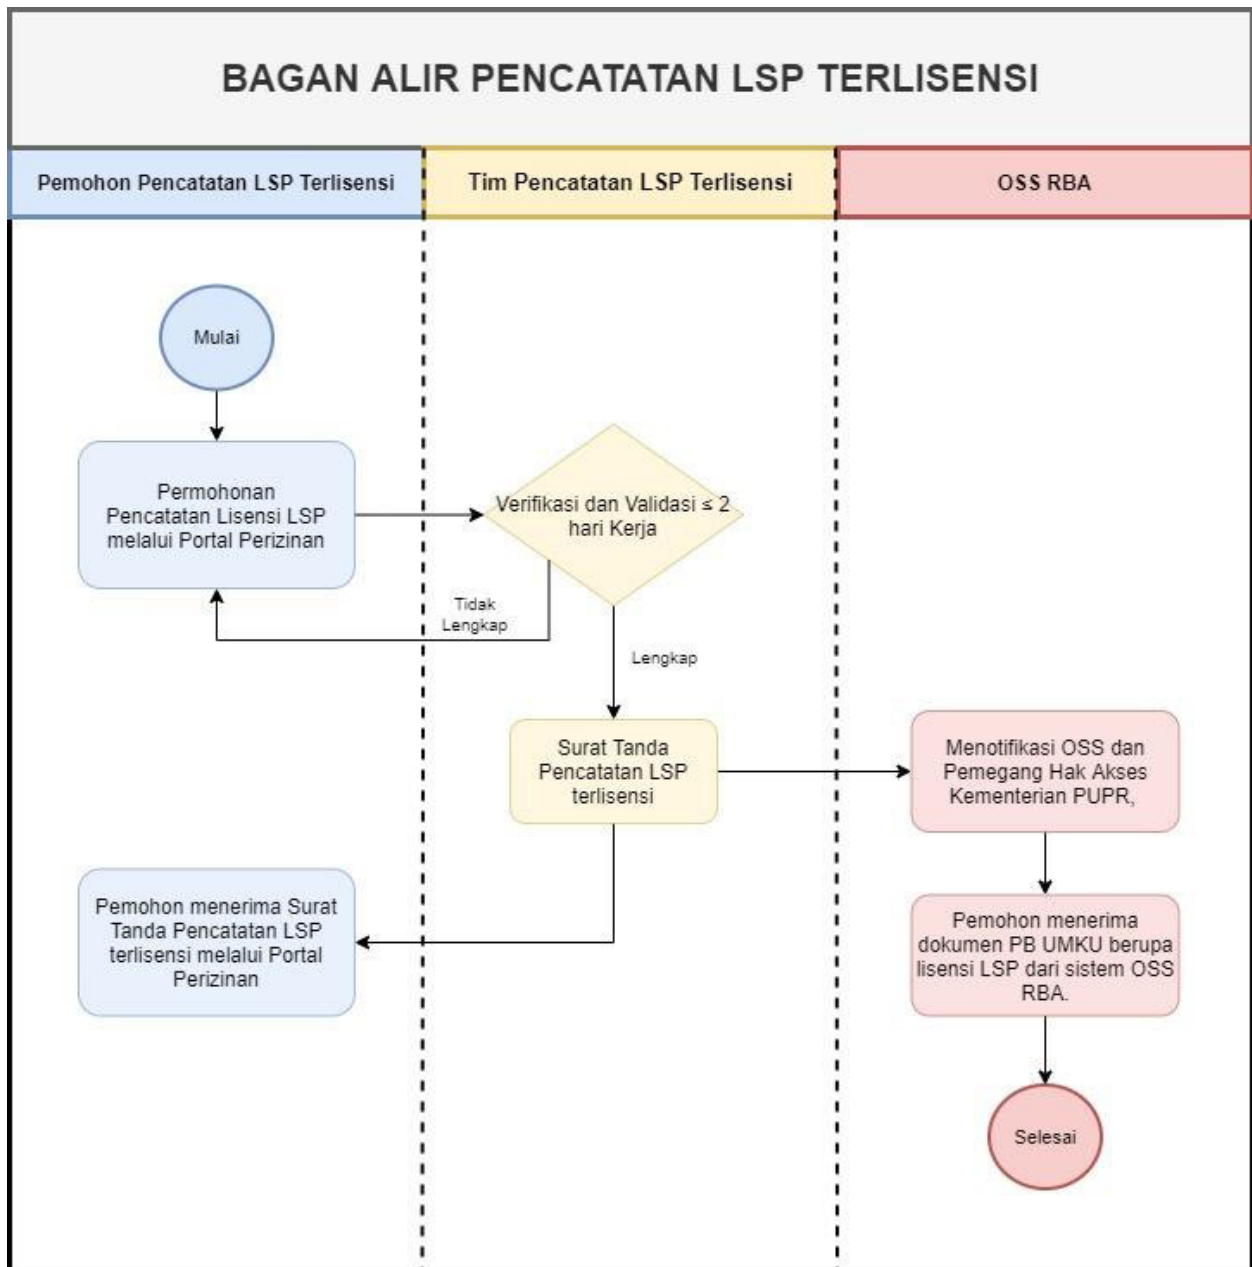 BAGAN ALIR PENCATATAN LSP TERLISENSI
Pemohon Pencatatan LSP Terlisensi
Tim Pencatatan LSP Terlisensi
OSS RBA
Mulai
Permohonan
Pencatatan Lisensi LSP
melalui Portal Perizinan
Verifikasi dan Validasi ≤ 2
hari Kerja
Tidak
Lengkap
Lengkap
Surat Tanda
Pencatatan LSP
terlisensi
Menotifikasi OSS dan
Pemegang Hak Akses
Kementerian PUPR,
Pemohon menerima Surat
Tanda Pencatatan LSP
terlisensi melalui Portal
Perizinan
Pemohon menerima
dokumen PB UMKU berupa
lisensi LSP dari sistem OSS
RBA.
Selesai